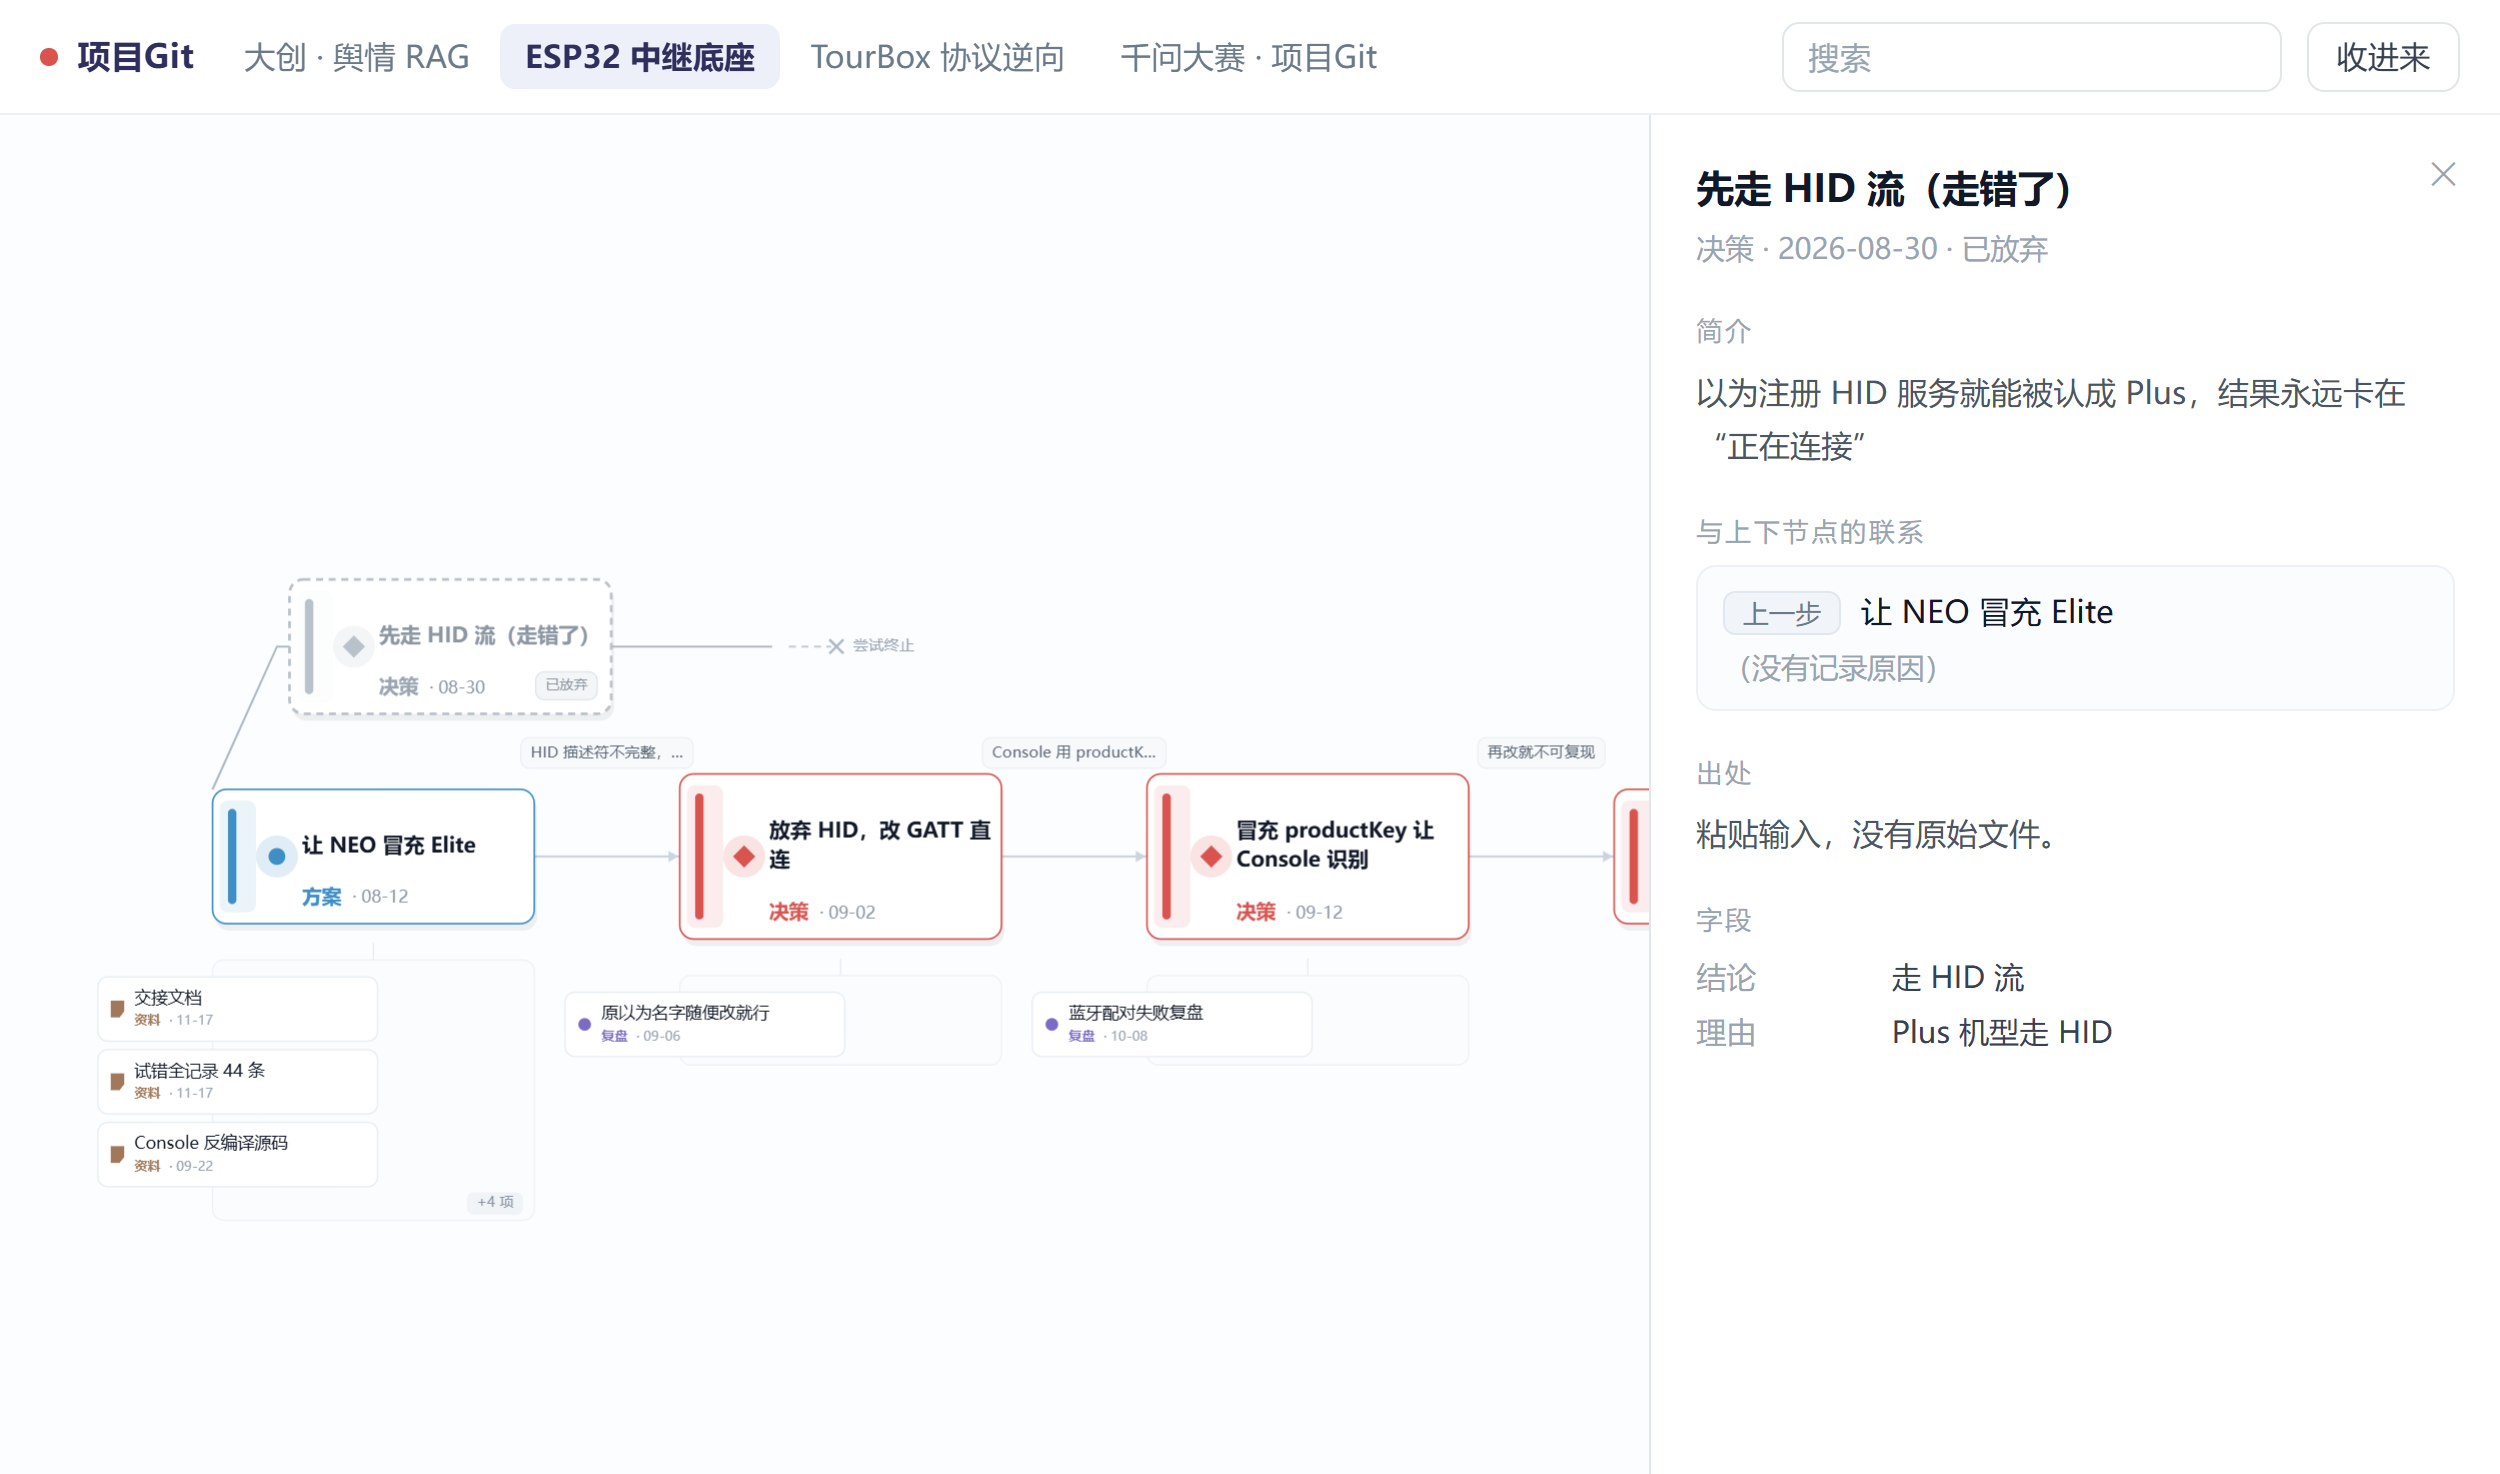 项目Git
大创 · 舆情 RAG
ESP32 中继底座
TourBox 协议逆向
千问大赛 · 项目Git
搜索
收进来
先走 HID 流（走错了）
决策 · 08-30
已放弃
尝试终止
HID 描述符不完整，...
Console 用 productK...
再改就不可复现
让 NEO 冒充 Elite
方案 · 08-12
放弃 HID，改 GATT 直
连
决策 · 09-02
冒充 productKey 让
Console 识别
决策 · 09-12
交接文档
资料 · 11-17
试错全记录 44 条
资料 · 11-17
Console 反编译源码
资料 · 09-22
+4 项
原以为名字随便改就行
复盘 · 09-06
蓝牙配对失败复盘
复盘 · 10-08
先走 HID 流（走错了）
决策 · 2026-08-30 · 已放弃
简介
以为注册 HID 服务就能被认成 Plus，结果永远卡在
“正在连接”
与上下节点的联系
上一步 让 NEO 冒充 Elite
（没有记录原因）
出处
粘贴输入，没有原始文件。
字段
结论 走 HID 流
理由 Plus 机型走 HID